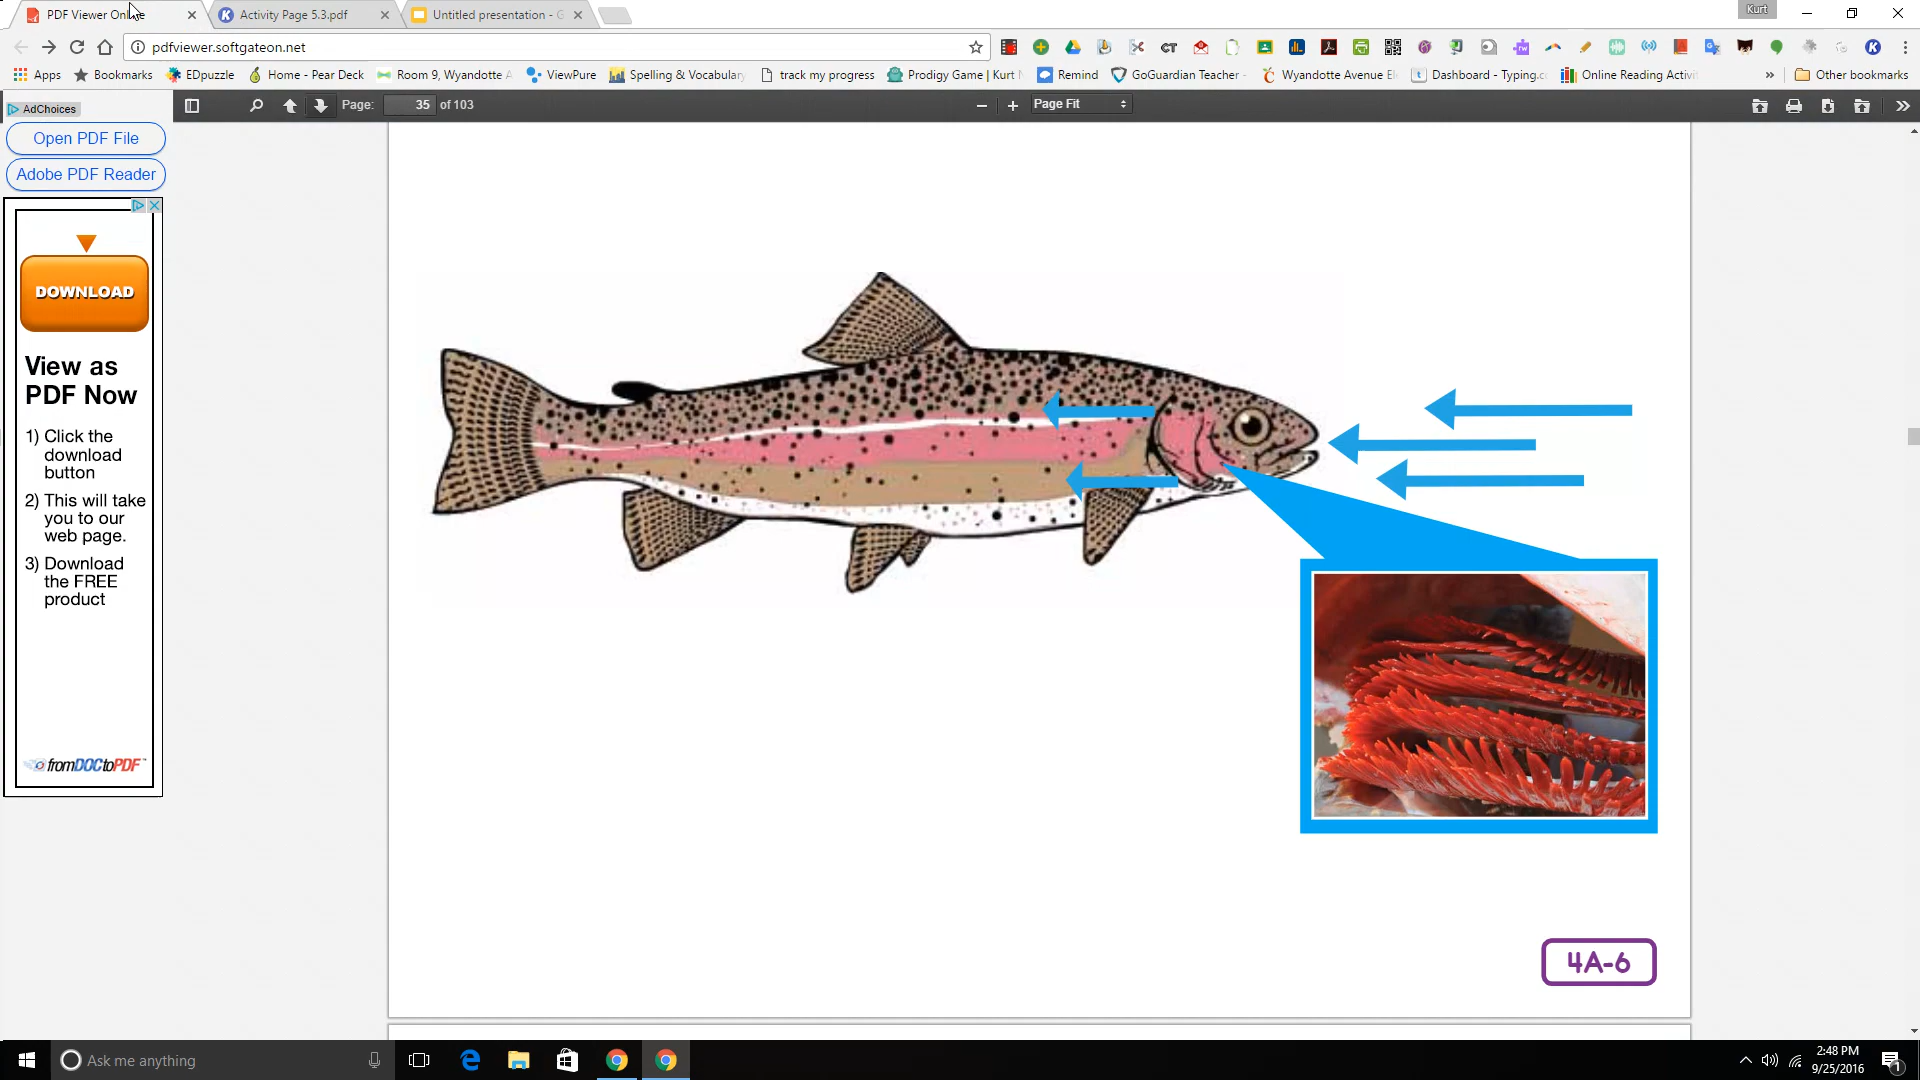 PDF Viewer Online
Activity Page 5.3.pdf
Untitled presentation - G
Kurt
pdfviewer.softgateon.net
CT
Apps
Bookmarks
EDpuzzle
Home - Pear Deck
Room 9, Wyandotte A
ViewPure
Spelling & Vocabulary
track my progress
Prodigy Game | Kurt
Remind
GoGuardian Teacher -
Wyandotte Avenue El
Dashboard - Typing.c
Online Reading Activi
»
Other bookmarks
AdChoices
Page: 35 of 103
Page Fit
Open PDF File
Adobe PDF Reader
DOWNLOAD
View as
PDF Now
1) Click the
download
button
2) This will take
you to our
web page.
3) Download
the FREE
product
fromDOCtoPDF
4A-6
Ask me anything
2:48 PM
9/25/2016
1